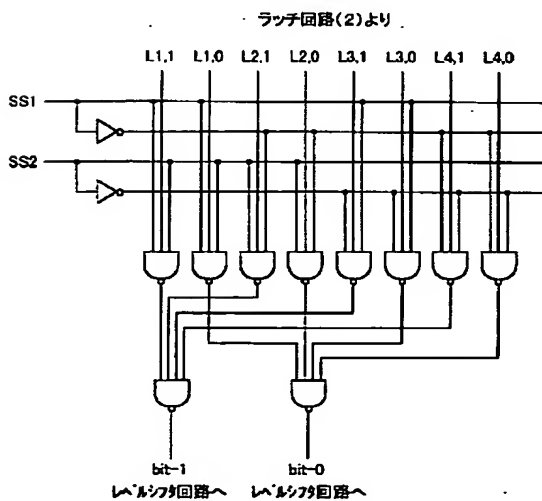 ラッチ回路(2)より
L1,1 L1,0 L2,1 L2,0 L3,1 L3,0 L4,1 L4,0
SS1
SS2
bit-1 bit-0
レベルシフタ回路へ レベルシフタ回路へ